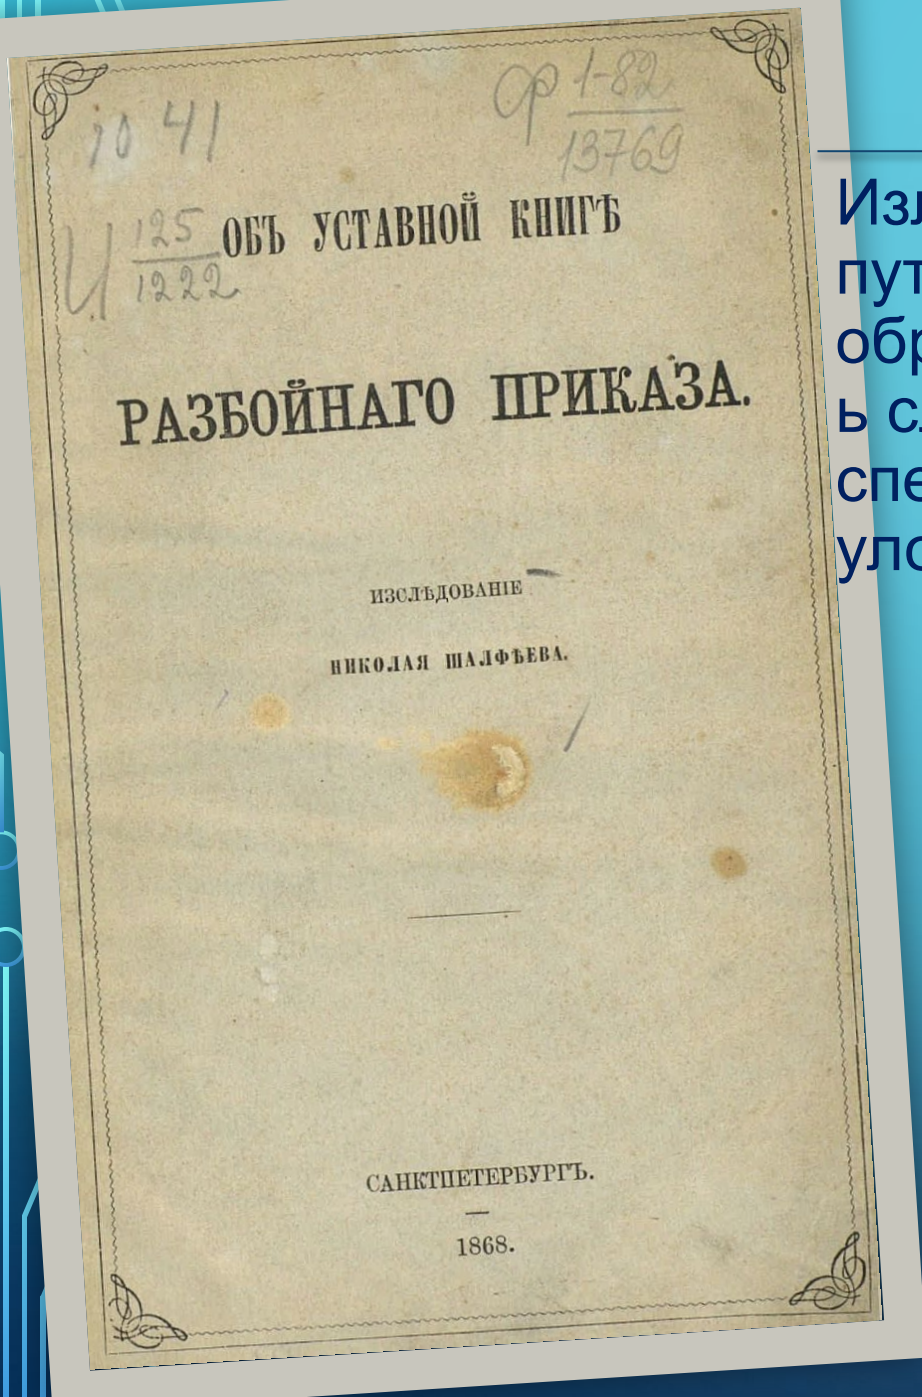 10 41
Ф 1-82
13769
И 125
1222
ОБЪ УСТАВНОЙ КНИГѢ
РАЗБОЙНАГО ПРИКАЗА.
ИЗСЛѢДОВАНІЕ
НИКОЛАЯ ШАЛФѢЕВА.
САНКТПЕТЕРБУРГЪ.
1868.
Изл
пут
обр
ь сл
спе
уло